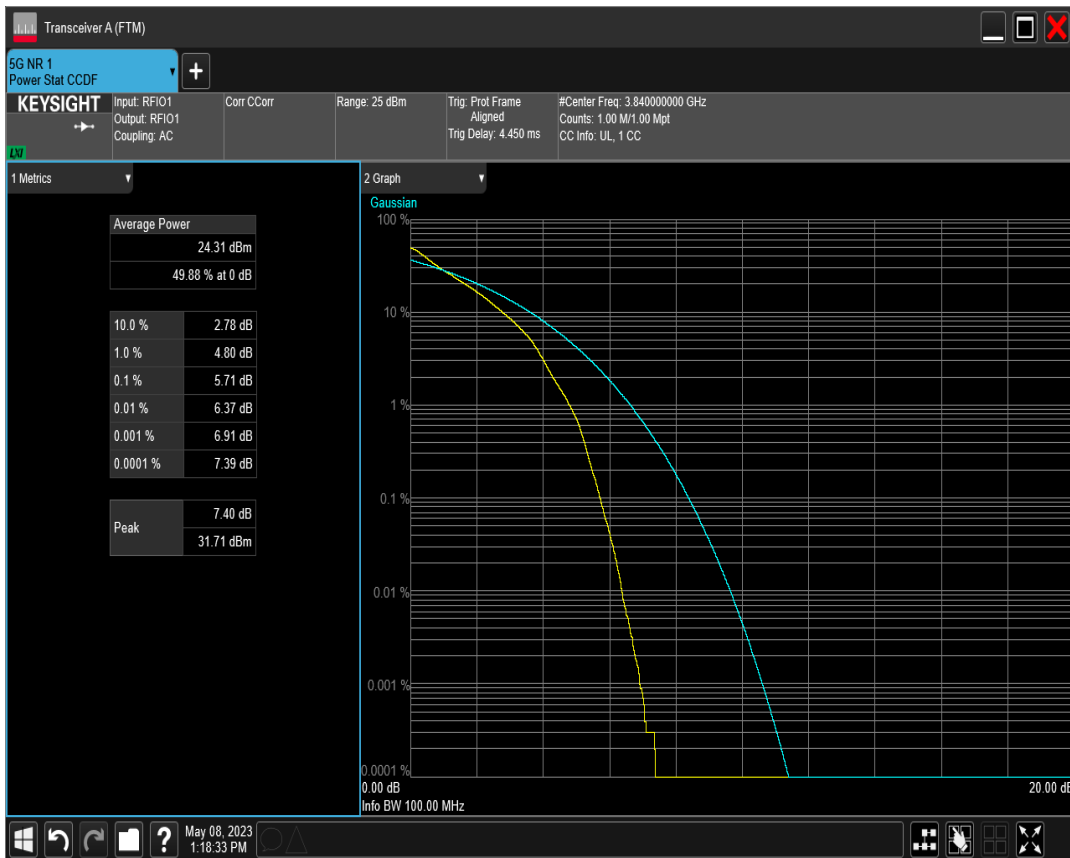 Transceiver A (FTM)
5G NR 1
Power Stat CCDF
+
KEYSIGHT
LXI
Input: RFIO1
Output: RFIO1
Coupling: AC
Corr CCorr
Range: 25 dBm
Trig: Prot Frame
Aligned
Trig Delay: 4.450 ms
#Center Freq: 3.840000000 GHz
Counts: 1.00 M/1.00 Mpt
CC Info: UL, 1 CC
1 Metrics
Average Power
24.31 dBm
49.88 % at 0 dB
10.0 % 2.78 dB
1.0 % 4.80 dB
0.1 % 5.71 dB
0.01 % 6.37 dB
0.001 % 6.91 dB
0.0001 % 7.39 dB
Peak
7.40 dB
31.71 dBm
2 Graph
Gaussian
100 %
10 %
1 %
0.1 %
0.01 %
0.001 %
0.0001 %
0.00 dB 20.00 dB
Info BW 100.00 MHz
?
May 08, 2023
1:18:33 PM